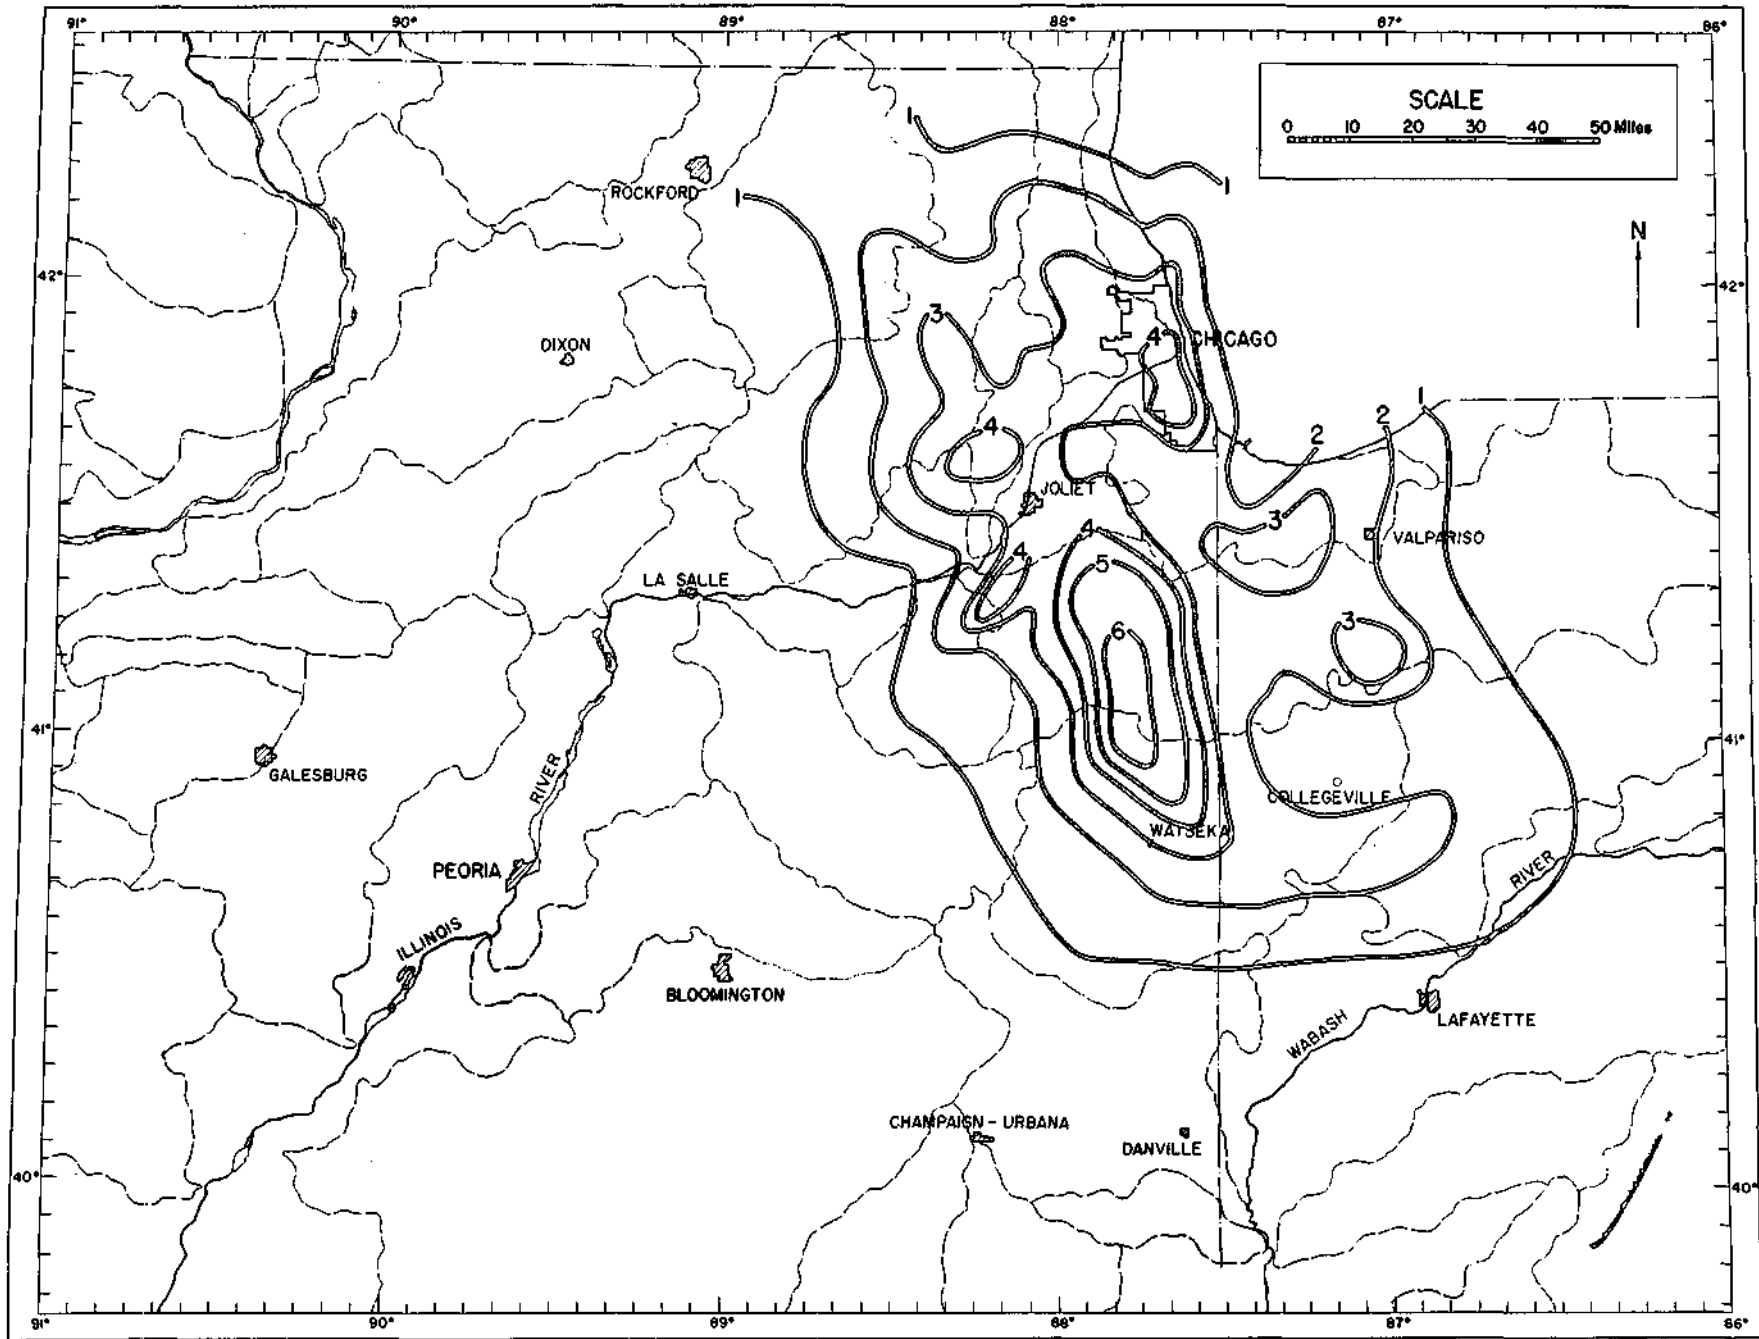 91° 90° 89° 88° 87° 86°
SCALE
0 10 20 30 40 50 Miles
1
1
ROCKFORD
1
N
42°
42°
3
4
CHICAGO
DIXON
1
2
2
4
JOLIET
3
VALPARISO
4
4
5
LA SALLE
3
6
41°
41°
GALESBURG
RIVER
COLLEGEVILLE
WATSEKA
PEORIA
RIVER
ILLINOIS
BLOOMINGTON
LAFAYETTE
WABASH
CHAMPAIGN - URBANA
DANVILLE
40°
40°
91° 90° 89° 88° 87° 86°